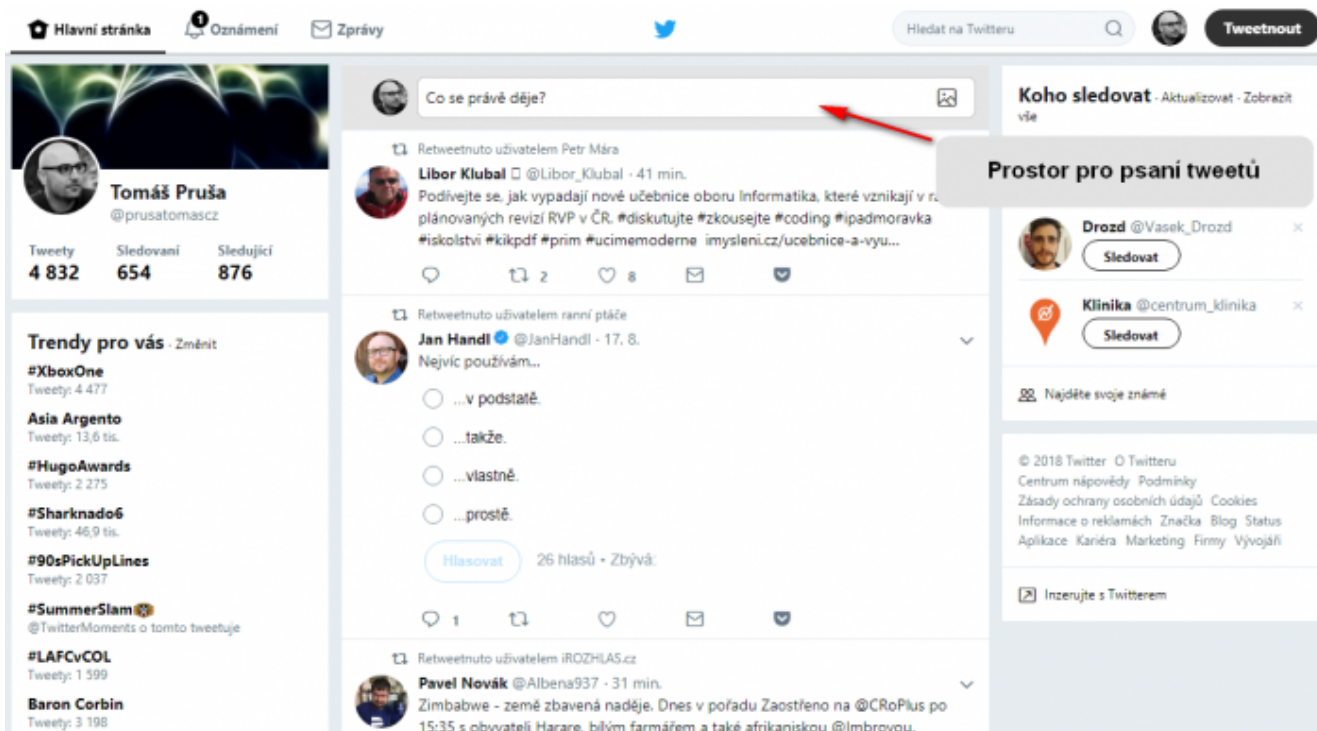 Hlavní stránka
1
Oznámení
Zprávy
Hledat na Twitteru
Tweetnout
Tomáš Pruša
@prusatomascz
Tweety Sledovaní Sledující
4 832 654 876
Trendy pro vás · Změnit
#XboxOne
Tweety: 4 477
Asia Argento
Tweety: 13,6 tis.
#HugoAwards
Tweety: 2 275
#Sharknado6
Tweety: 46,9 tis.
#90sPickUpLines
Tweety: 2 037
#SummerSlam
@TwitterMoments o tomto tweetuje
#LAFCvCOL
Tweety: 1 599
Baron Corbin
Tweety: 3 198
Co se právě děje?
Retweetnuto uživatelem Petr Mára
Libor Klubal @Libor_Klubal · 41 min.
Podívejte se, jak vypadají nové učebnice oboru Informatika, které vznikají v
plánovaných revizí RVP v ČR. #diskutujte #zkousejte #coding #ipadmoravka
#iskolstvi #kikpdf #prim #ucimemoderne imysleni.cz/ucebnice-a-vyu...
2 8
Retweetnuto uživatelem ranní ptáče
Jan Handl @JanHandl · 17. 8.
Nejvíc používám...
...v podstatě.
...takže.
...vlastně.
...prostě.
Hlasovat
26 hlasů • Zbývá:
1
Retweetnuto uživatelem iROZHLAS.cz
Pavel Novák @Albena937 · 31 min.
Zimbabwe - země zbavená naděje. Dnes v pořadu Zaostřeno na @CRoPlus po
15:35 s obyvateli Harare, bílým farmářem a také afrikaniskou @Imbrovou.
Koho sledovat · Aktualizovat · Zobrazit
vše
Prostor pro psaní tweetů
Drozd @Vasek_Drozd
Sledovat
Klinika @centrum_klinika
Sledovat
Najděte svoje známé
© 2018 Twitter O Twitteru
Centrum nápovědy Podmínky
Zásady ochrany osobních údajů Cookies
Informace o reklamách Značka Blog Status
Aplikace Kariéra Marketing Firmy Vývojáři
Inzerujte s Twitterem